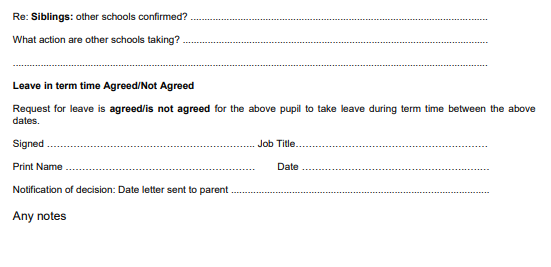 Re: Siblings: other schools confirmed? ....................................................................................................
What action are other schools taking? .......................................................................................................
................................................................................................................................................................
Leave in term time Agreed/Not Agreed
Request for leave is agreed/is not agreed for the above pupil to take leave during term time between the above
dates.
Signed ……………………………………………………….. Job Title……………………………………………………
Print Name ………………………………………………… Date …………………………………………………
Notification of decision: Date letter sent to parent .......................................................................................
Any notes